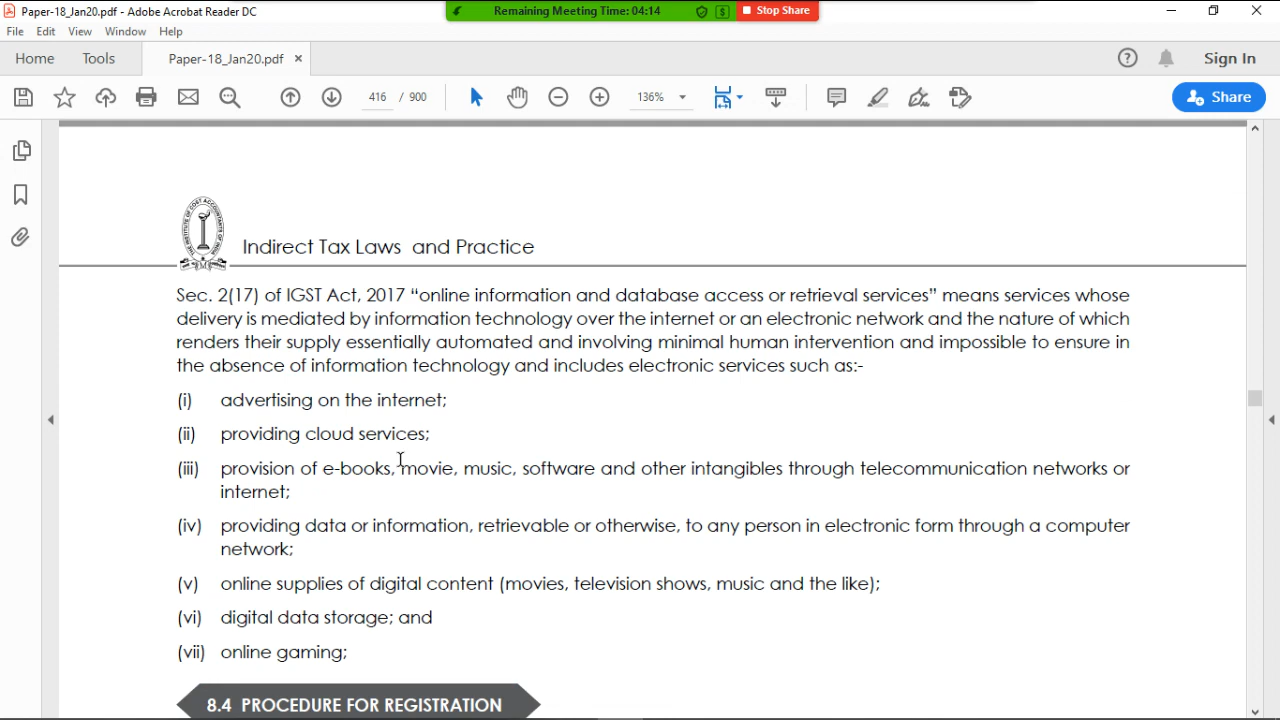 Paper-18_Jan20.pdf - Adobe Acrobat Reader DC
Remaining Meeting Time: 04:14
Stop Share
File Edit View Window Help
Home Tools Paper-18_Jan20.pdf × Sign In
416 / 900 136% Share
Indirect Tax Laws and Practice
Sec. 2(17) of IGST Act, 2017 “online information and database access or retrieval services” means services whose
delivery is mediated by information technology over the internet or an electronic network and the nature of which
renders their supply essentially automated and involving minimal human intervention and impossible to ensure in
the absence of information technology and includes electronic services such as:-
(i) advertising on the internet;
(ii) providing cloud services;
(iii) provision of e-books, movie, music, software and other intangibles through telecommunication networks or
internet;
(iv) providing data or information, retrievable or otherwise, to any person in electronic form through a computer
network;
(v) online supplies of digital content (movies, television shows, music and the like);
(vi) digital data storage; and
(vii) online gaming;
8.4 PROCEDURE FOR REGISTRATION